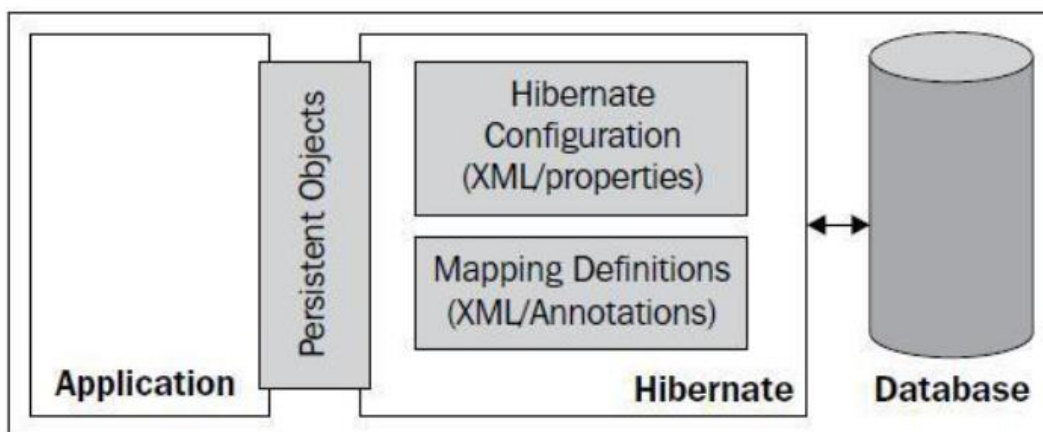 Persistent Objects
Hibernate
Configuration
(XML/properties)
Mapping Definitions
(XML/Annotations)
Application
Hibernate
Database